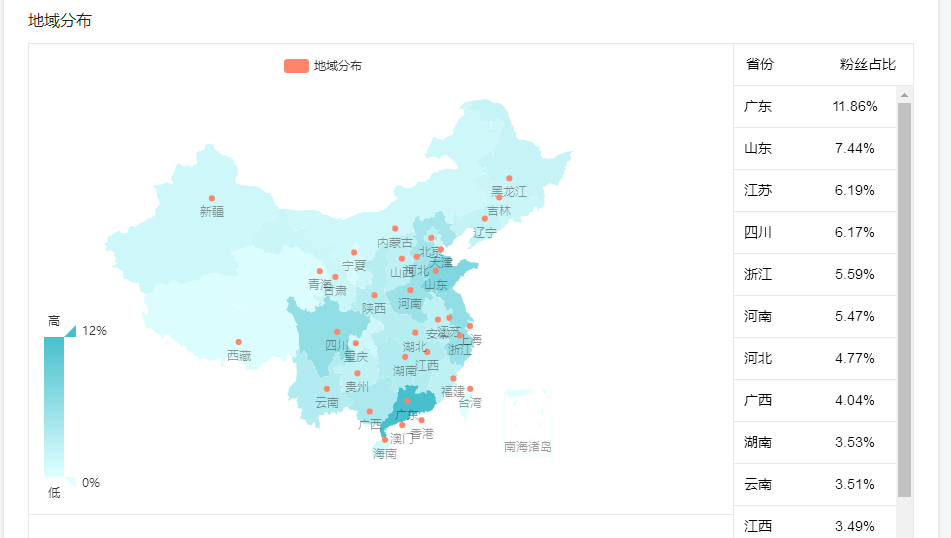 地域分布
地域分布
省份 粉丝占比
广东 11.86%
山东 7.44%
江苏 6.19%
四川 6.17%
浙江 5.59%
河南 5.47%
河北 4.77%
广西 4.04%
湖南 3.53%
云南 3.51%
江西 3.49%
黑龙江
新疆
吉林
辽宁
内蒙古
北京
天津
宁夏
山西
河北
青海
甘肃
山东
陕西
河南
安徽
江苏
上海
四川
重庆
湖北
浙江
西藏
湖南
江西
贵州
福建
云南
台湾
广西
广东
香港
澳门
海南
南海诸岛
高
12%
0%
低